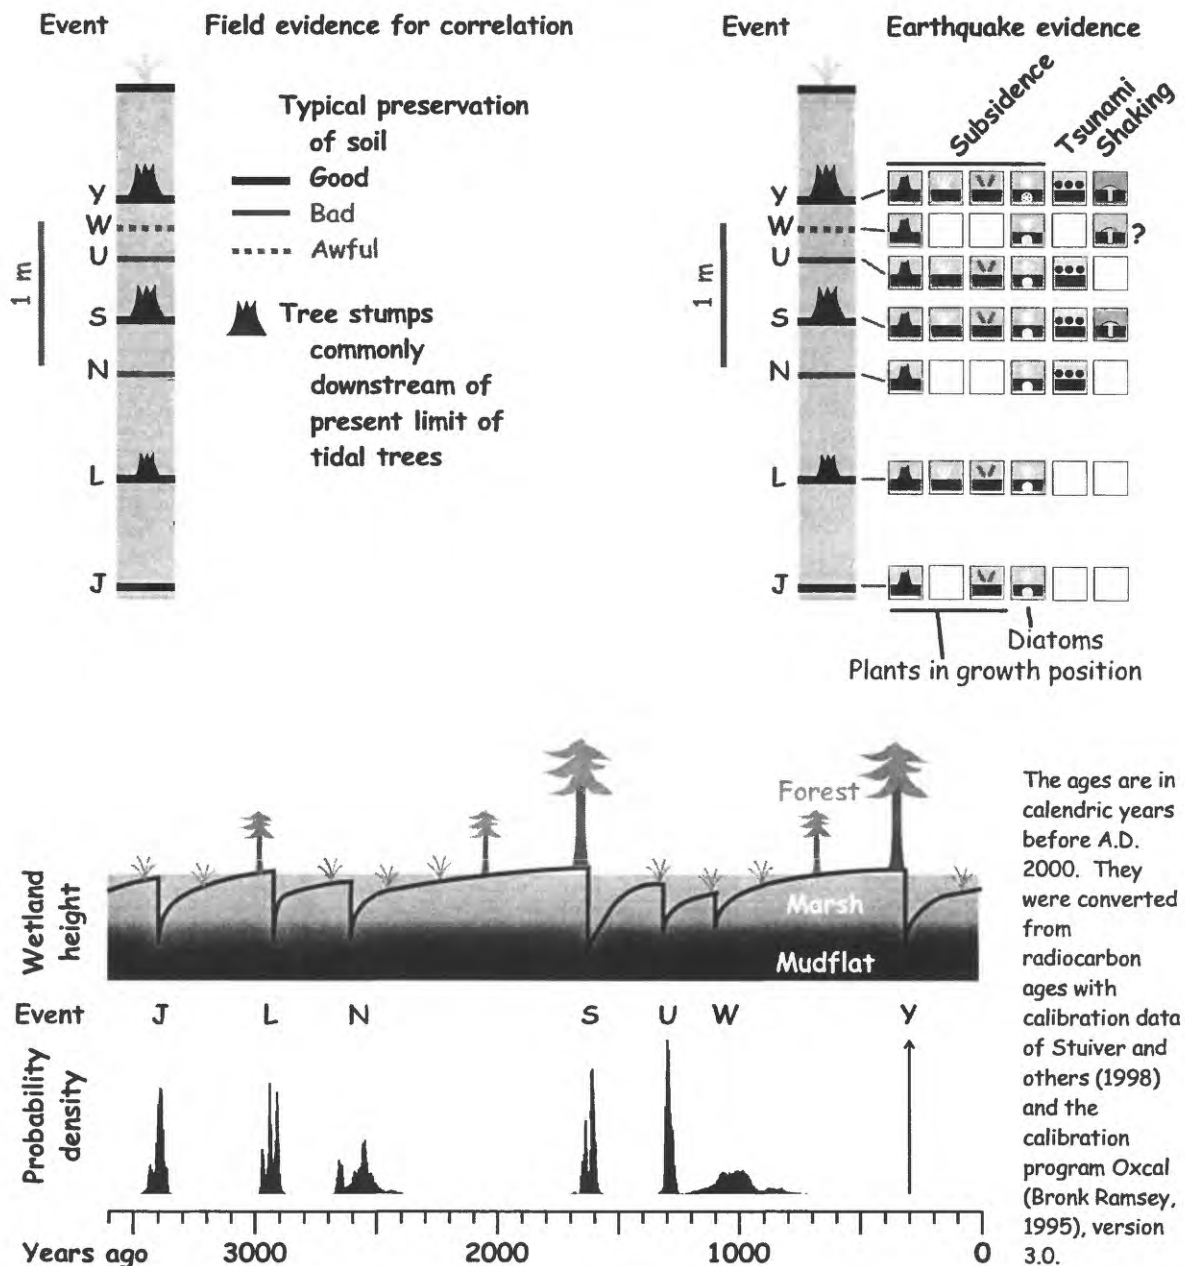 Event
Field evidence for correlation
Typical preservation
of soil
Good
Bad
Awful
Tree stumps
commonly
downstream of
present limit of
tidal trees
Y
W
U
S
N
L
J
1 m
Event
Earthquake evidence
Subsidence
Tsunami
Shaking
Y
W
?
U
S
N
L
J
1 m
Diatoms
Plants in growth position
Wetland
height
Forest
Marsh
Mudflat
Event
J
L
N
S
U
W
Y
Probability
density
Years ago
3000
2000
1000
0
The ages are in
calendric years
before A.D.
2000. They
were converted
from
radiocarbon
ages with
calibration data
of Stuiver and
others (1998)
and the
calibration
program Oxcal
(Bronk Ramsey,
1995), version
3.0.